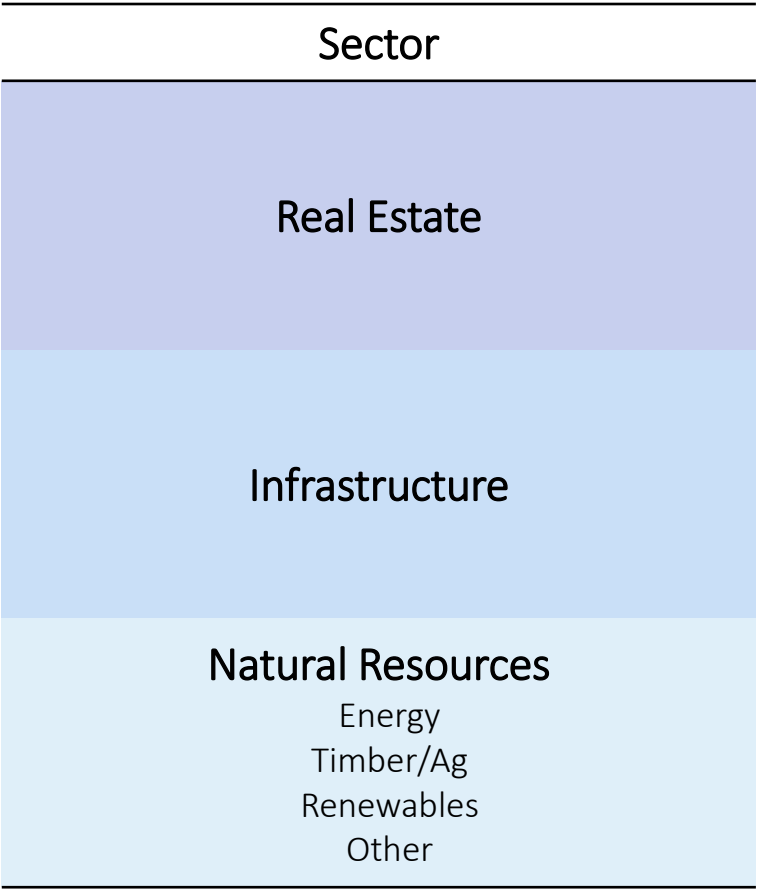 Sector
Real Estate
Infrastructure
Natural Resources
Energy
Timber/Ag
Renewables
Other